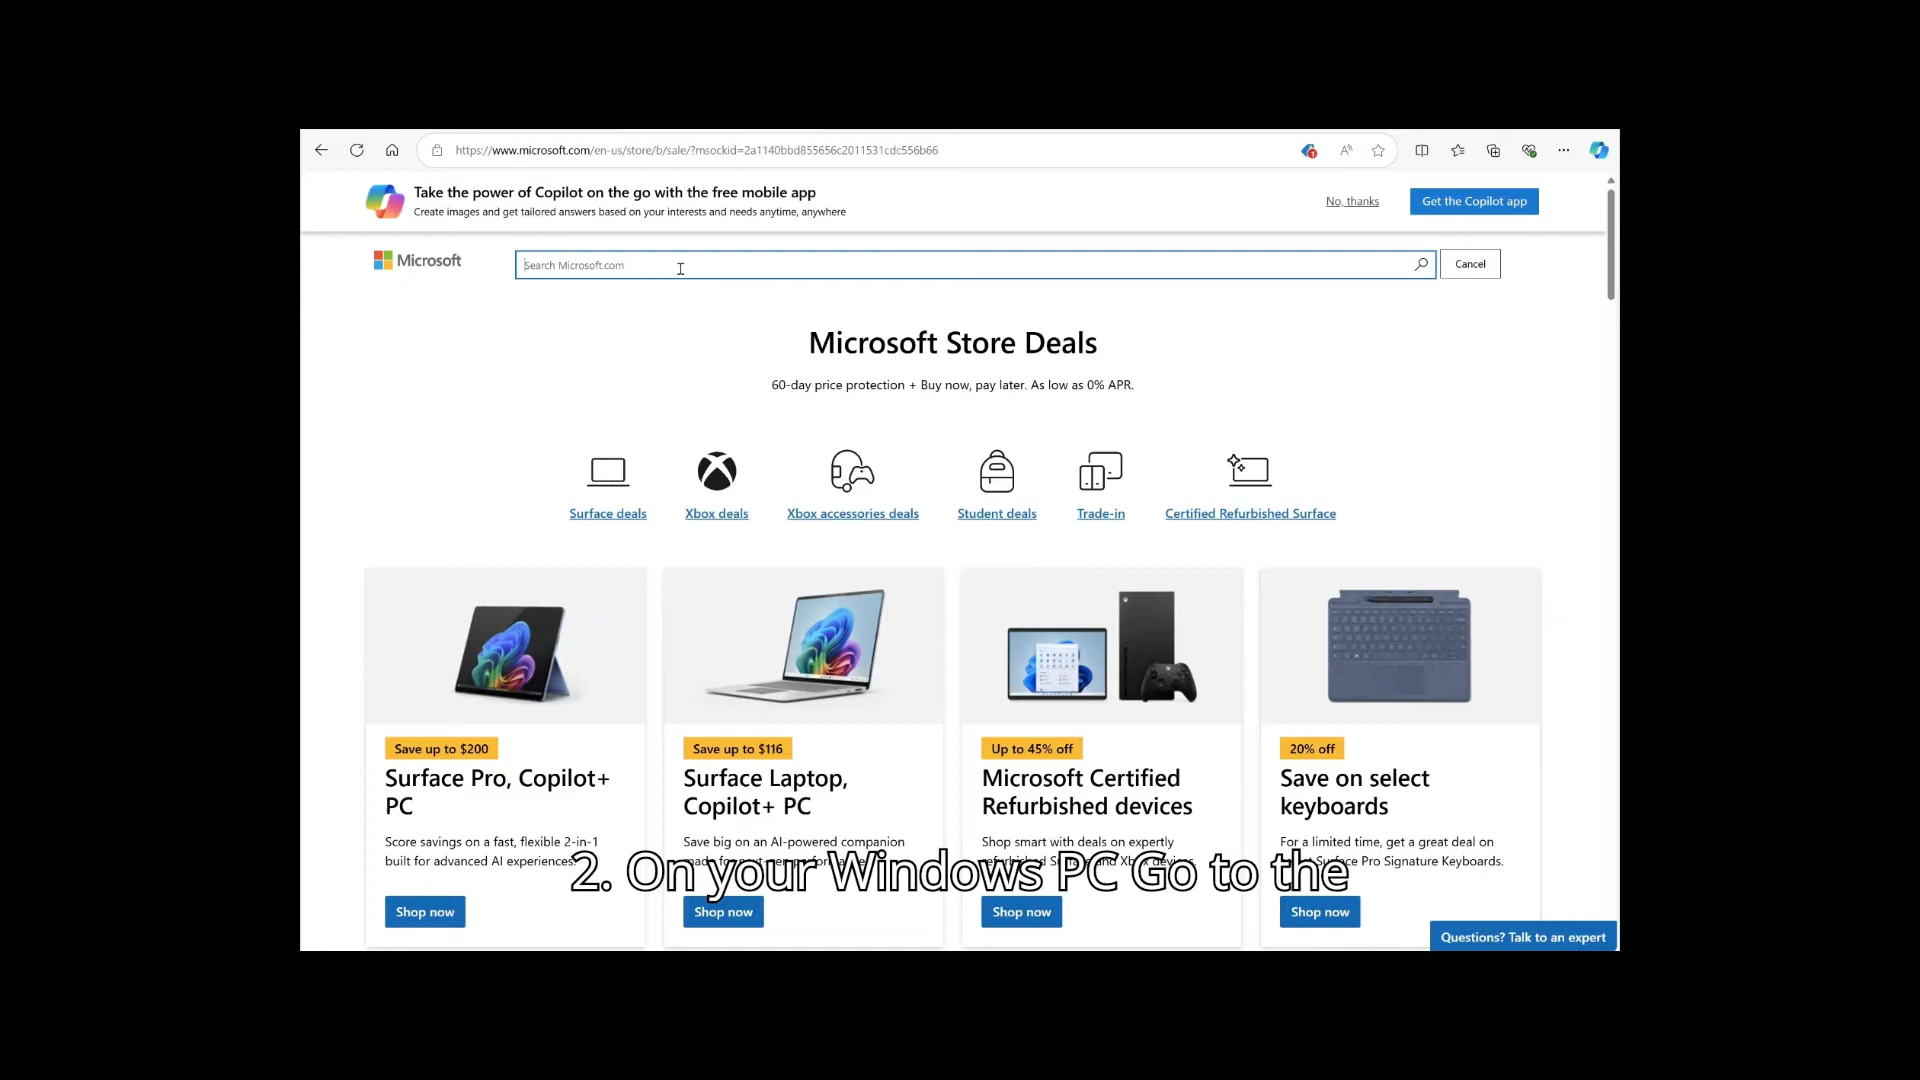 https://www.microsoft.com/en-us/store/b/sale/?msockid=2a1140bbd855656c2011531cdc556b66
1
Take the power of Copilot on the go with the free mobile app
Create images and get tailored answers based on your interests and needs anytime, anywhere
No, thanks
Get the Copilot app
Microsoft
Search Microsoft.com
Cancel
Microsoft Store Deals
60-day price protection + Buy now, pay later. As low as 0% APR.
Surface deals
Xbox deals
Xbox accessories deals
Student deals
Trade-in
Certified Refurbished Surface
Save up to $200
Surface Pro, Copilot+
PC
Score savings on a fast, flexible 2-in-1
built for advanced AI experiences.
Shop now
Save up to $116
Surface Laptop,
Copilot+ PC
Save big on an AI-powered companion
made for next-gen
Shop now
Up to 45% off
Microsoft Certified
Refurbished devices
Shop smart with deals on expertly
refurbished and Xbox devices.
Shop now
20% off
Save on select
keyboards
For a limited time, get a great deal on
Surface Pro Signature Keyboards.
Shop now
2. On your Windows PC Go to the
Questions? Talk to an expert